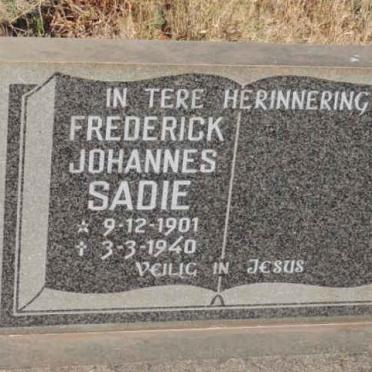 IN TERE HERINNERING
FREDERICK
JOHANNES
SADIE
☆ 9-12-1901
✝ 3-3-1940
VEILIG IN JESUS